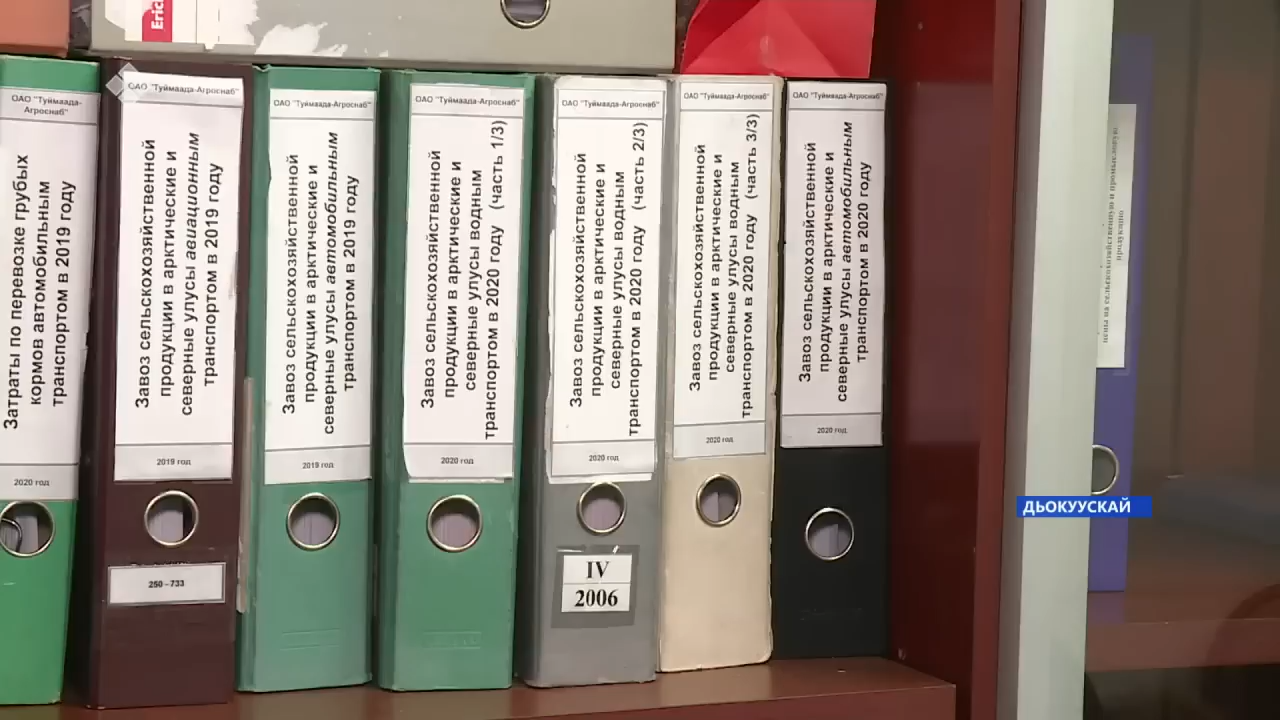 Eric
ОАО "Туймаада-
Агроснаб"
Затраты по перевозке грубых
кормов автомобильным
транспортом в 2019 году
2020 год
ОАО "Туймаада-Агроснаб"
Завоз сельскохозяйственной
продукции в арктические и
северные улусы авиационным
транспортом в 2019 году
2019 год
250 - 733
ОАО "Туймаада-Агроснаб"
Завоз сельскохозяйственной
продукции в арктические и
северные улусы автомобильным
транспортом в 2019 году
2019 год
ОАО "Туймаада-Агроснаб"
Завоз сельскохозяйственной
продукции в арктические и
северные улусы водным
транспортом в 2020 году (часть 1/3)
2020 год
ОАО "Туймаада-Агроснаб"
Завоз сельскохозяйственной
продукции в арктические и
северные улусы водным
транспортом в 2020 году (часть 2/3)
2020 год
IV
2006
ОАО "Туймаада-Агроснаб"
Завоз сельскохозяйственной
продукции в арктические и
северные улусы водным
транспортом в 2020 году (часть 3/3)
2020 год
ОАО "Туймаада-Агроснаб"
Завоз сельскохозяйственной
продукции в арктические и
северные улусы автомобильным
транспортом в 2020 году
2020 год
цены на сельскохозяйственную и промысловую
продукцию
ДЬОКУУСКАЙ